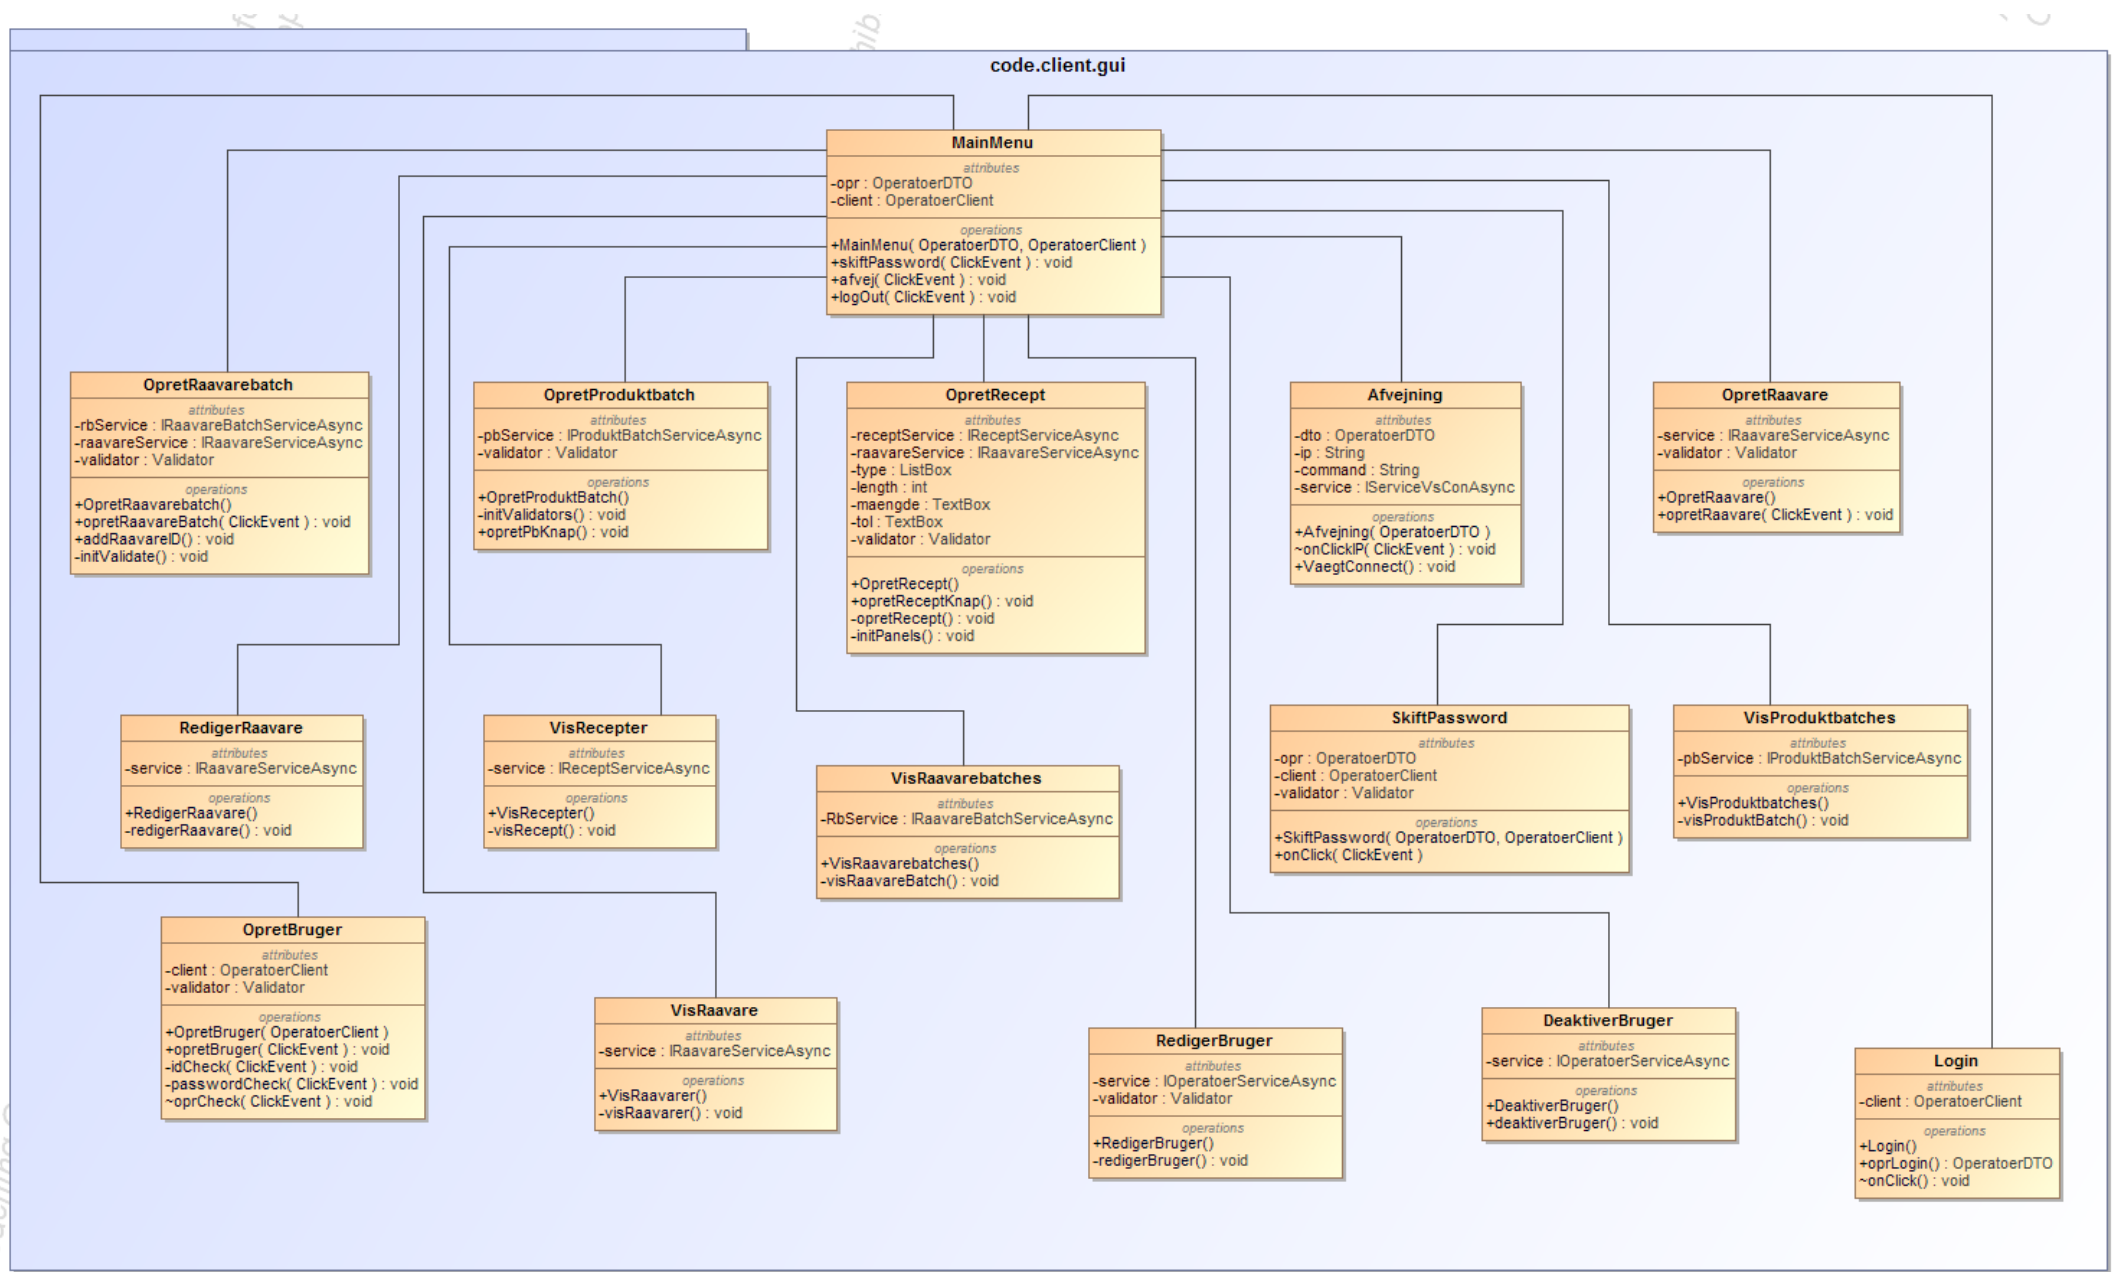 code.client.gui
MainMenu
attributes
-opr : OperatoerDTO
-client : OperatoerClient
operations
+MainMenu( OperatoerDTO, OperatoerClient )
+skiftPassword( ClickEvent ) : void
+afvej( ClickEvent ) : void
+logOut( ClickEvent ) : void
OpretRaavarebatch
attributes
-rbService : IRaavareBatchServiceAsync
-raavareService : IRaavareServiceAsync
-validator : Validator
operations
+OpretRaavarebatch()
+opretRaavareBatch( ClickEvent ) : void
+addRaavareID() : void
-initValidate() : void
OpretProduktbatch
attributes
-pbService : IProduktBatchServiceAsync
-validator : Validator
operations
+OpretProduktBatch()
-initValidators() : void
+opretPbKnap() : void
OpretRecept
attributes
-receptService : IReceptServiceAsync
-raavareService : IRaavareServiceAsync
-type : ListBox
-length : int
-maengde : TextBox
-tol : TextBox
-validator : Validator
operations
+OpretRecept()
+opretReceptKnap() : void
-opretRecept() : void
-initPanels() : void
Afvejning
attributes
-dto : OperatoerDTO
-ip : String
-command : String
-service : IServiceVsConAsync
operations
+Afvejning( OperatoerDTO )
~onClickIP( ClickEvent ) : void
+VaegtConnect() : void
OpretRaavare
attributes
-service : IRaavareServiceAsync
-validator : Validator
operations
+OpretRaavare()
+opretRaavare( ClickEvent ) : void
RedigerRaavare
attributes
-service : IRaavareServiceAsync
operations
+RedigerRaavare()
-redigerRaavare() : void
VisRecepter
attributes
-service : IReceptServiceAsync
operations
+VisRecepter()
-visRecept() : void
VisRaavarebatches
attributes
-RbService : IRaavareBatchServiceAsync
operations
+VisRaavarebatches()
-visRaavareBatch() : void
SkiftPassword
attributes
-opr : OperatoerDTO
-client : OperatoerClient
-validator : Validator
operations
+SkiftPassword( OperatoerDTO, OperatoerClient )
+onClick( ClickEvent )
VisProduktbatches
attributes
-pbService : IProduktBatchServiceAsync
operations
+VisProduktbatches()
-visProduktBatch() : void
OpretBruger
attributes
-client : OperatoerClient
-validator : Validator
operations
+OpretBruger( OperatoerClient )
+opretBruger( ClickEvent ) : void
-idCheck( ClickEvent ) : void
-passwordCheck( ClickEvent ) : void
~oprCheck( ClickEvent ) : void
VisRaavare
attributes
-service : IRaavareServiceAsync
operations
+VisRaavarer()
-visRaavarer() : void
RedigerBruger
attributes
-service : IOperatoerServiceAsync
-validator : Validator
operations
+RedigerBruger()
-redigerBruger() : void
DeaktiverBruger
attributes
-service : IOperatoerServiceAsync
operations
+DeaktiverBruger()
+deaktiverBruger() : void
Login
attributes
-client : OperatoerClient
operations
+Login()
+oprLogin() : OperatoerDTO
~onClick() : void